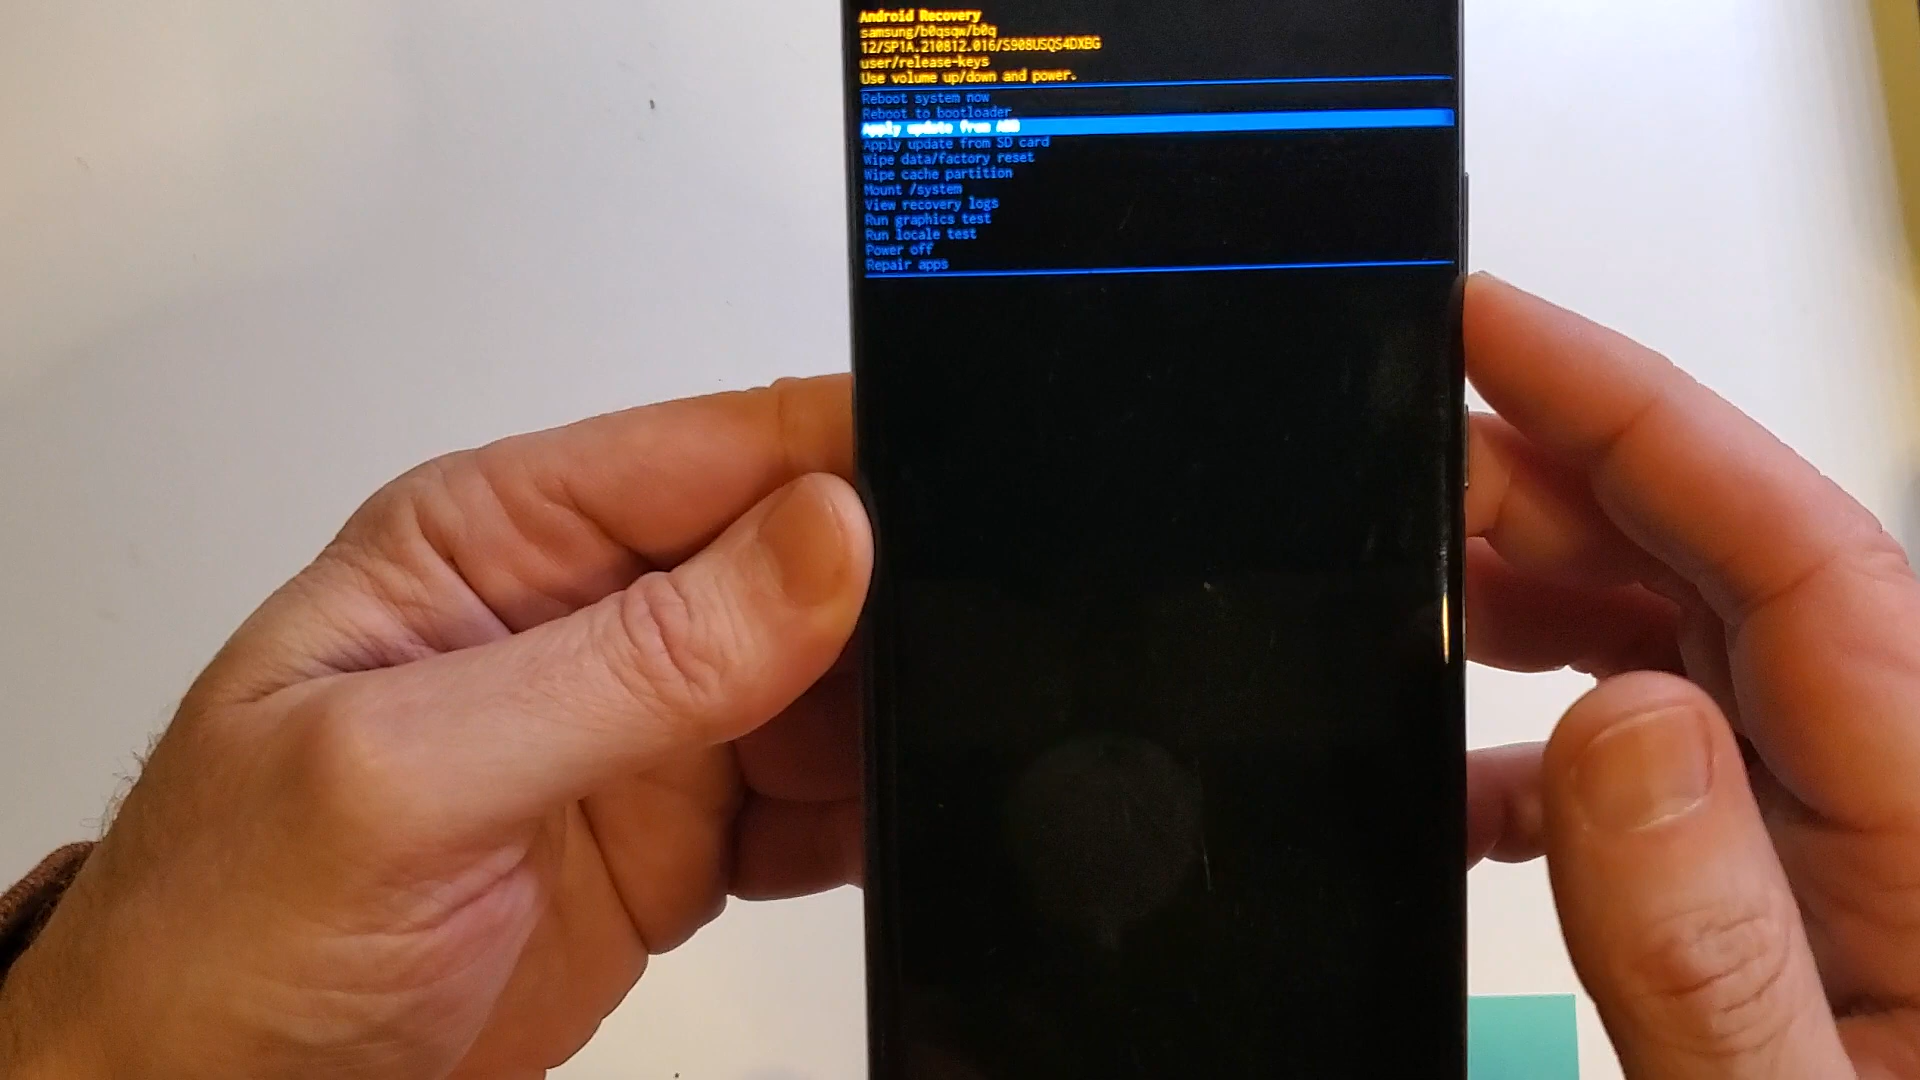 Android Recovery
samsung/b0qsqw/b0q
12/SP1A.210812.016/S908USQS4DXBG
user/release-keys
Use volume up/down and power.
Reboot system now
Reboot to bootloader
Apply update from ADB
Apply update from SD card
Wipe data/factory reset
Wipe cache partition
Mount /system
View recovery logs
Run graphics test
Run locale test
Power off
Repair apps